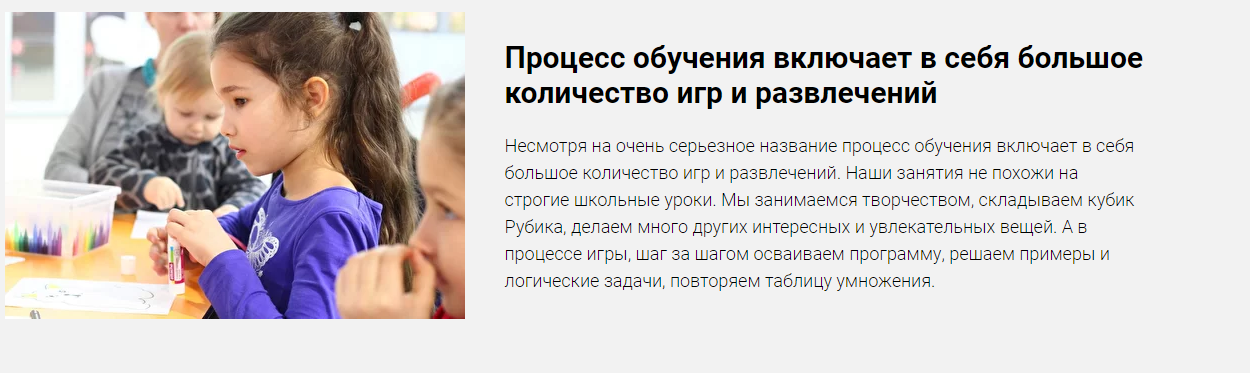 Процесс обучения включает в себя большое
количество игр и развлечений
Несмотря на очень серьезное название процесс обучения включает в себя
большое количество игр и развлечений. Наши занятия не похожи на
строгие школьные уроки. Мы занимаемся творчеством, складываем кубик
Рубика, делаем много других интересных и увлекательных вещей. А в
процессе игры, шаг за шагом осваиваем программу, решаем примеры и
логические задачи, повторяем таблицу умножения.